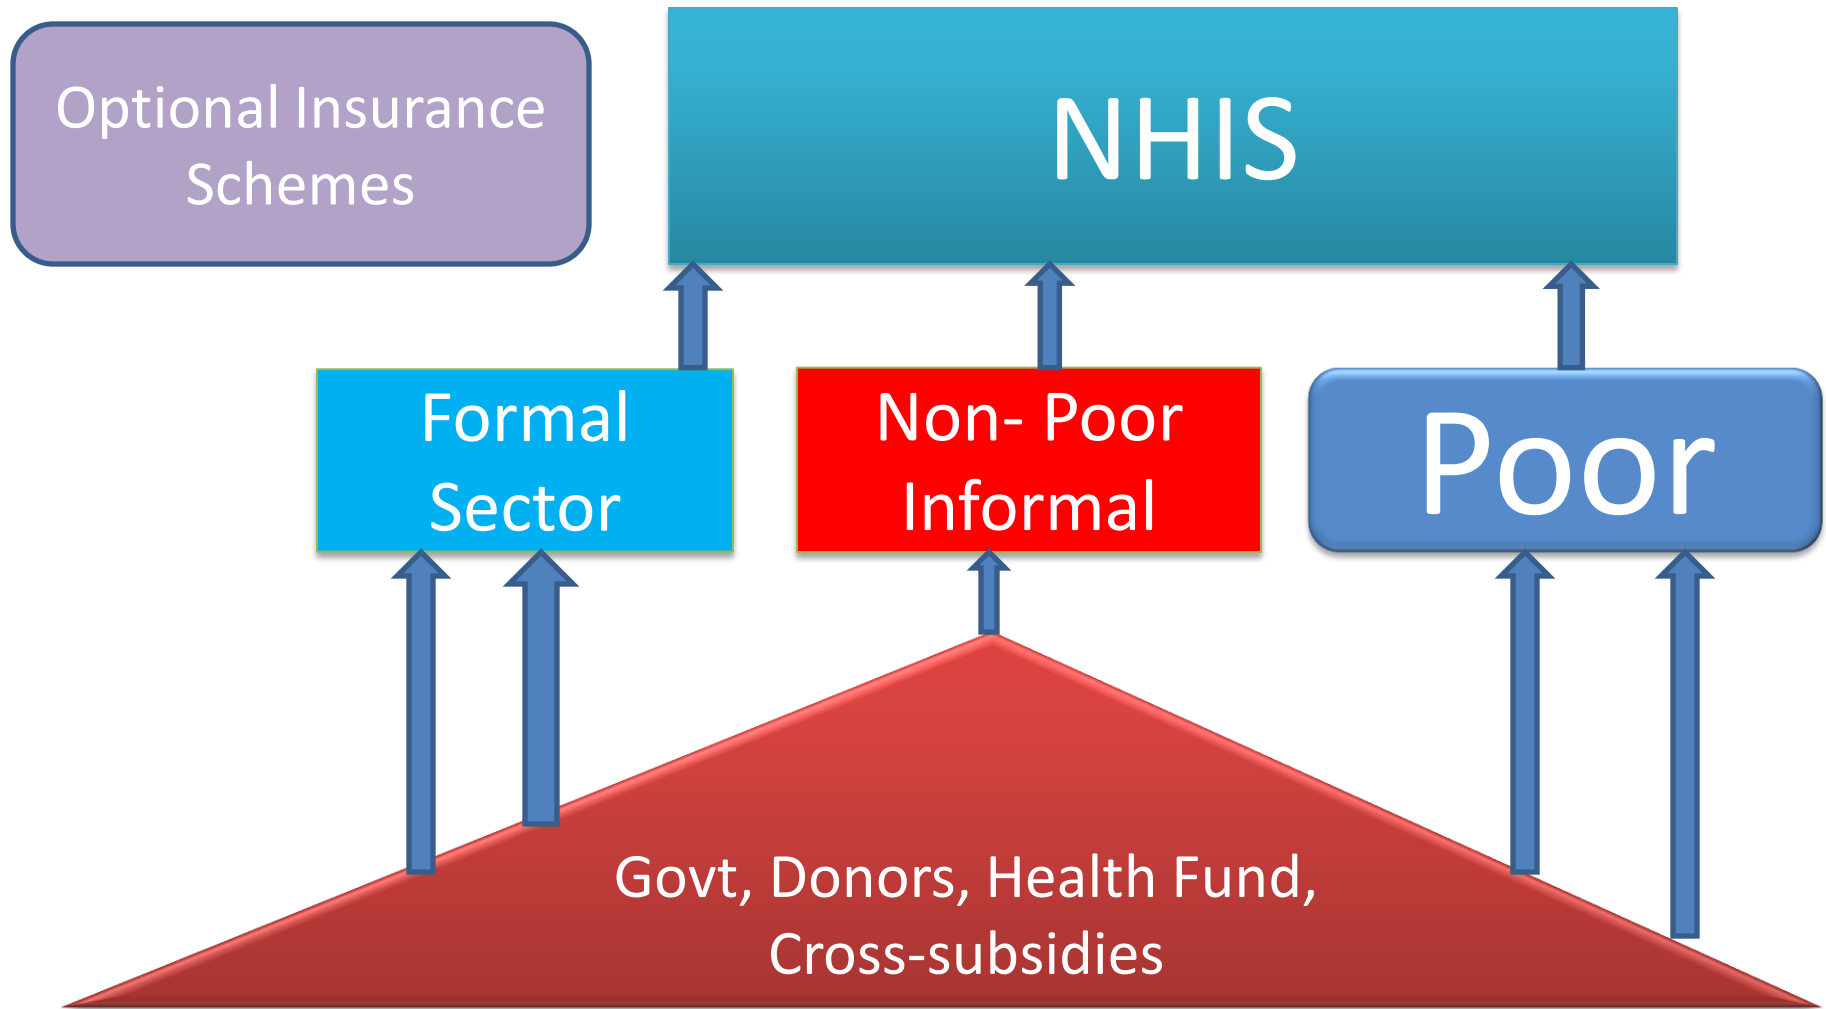 Optional Insurance
Schemes
NHIS
Formal
Sector
Non- Poor
Informal
Poor
Govt, Donors, Health Fund,
Cross-subsidies